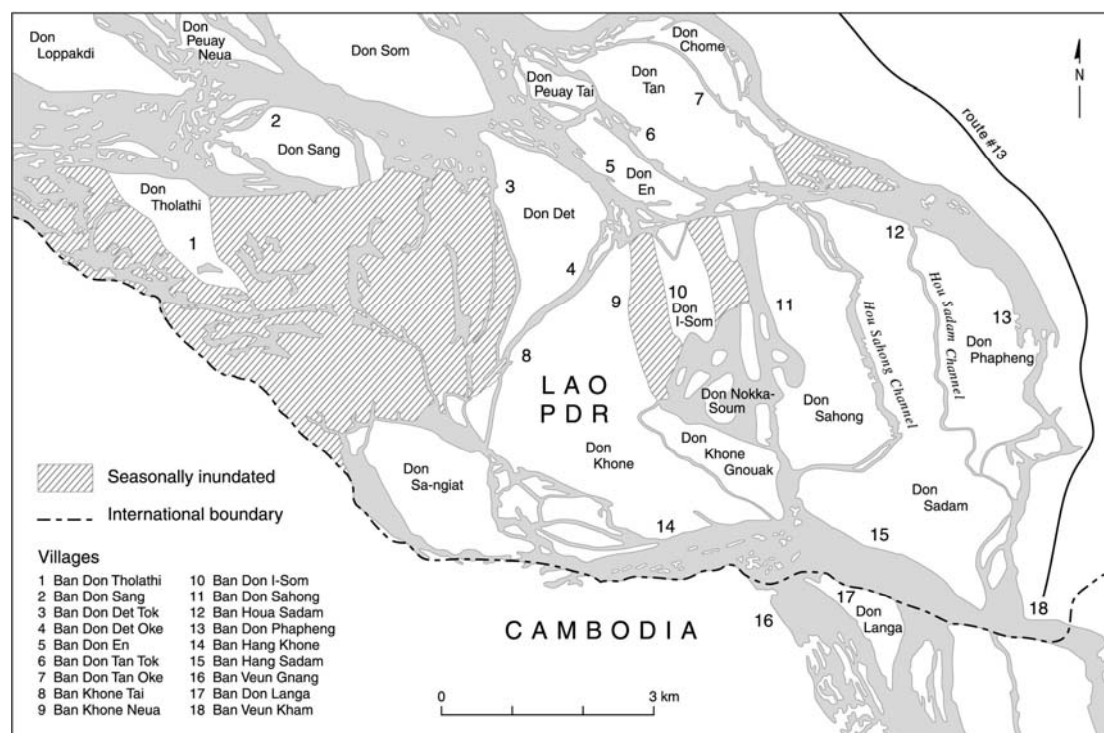 Don
Loppakdi
Don
Peuay
Neua
Don Som
Don
Chome
Don
Peuay Tai
Don
Tan
7
N
route #13
2
Don Sang
6
5
Don
En
3
Don
Tholathi
1
Don Det
4
12
Hou Sadam Channel
9
10
Don
I-Som
11
Hou Sahong Channel
13
Don
Phapheng
8
LAO
PDR
Don Nokka-
Soum
Don
Sahong
Don
Khone
Don
Khone
Gnouak
Don
Sa-ngiat
Don
Sadam
14
15
16
17
Don
Langa
18
CAMBODIA
0 3 km
Seasonally inundated
International boundary
Villages
1 Ban Don Tholathi
2 Ban Don Sang
3 Ban Don Det Tok
4 Ban Don Det Oke
5 Ban Don En
6 Ban Don Tan Tok
7 Ban Don Tan Oke
8 Ban Khone Tai
9 Ban Khone Neua
10 Ban Don I-Som
11 Ban Don Sahong
12 Ban Houa Sadam
13 Ban Don Phapheng
14 Ban Hang Khone
15 Ban Hang Sadam
16 Ban Veun Gnang
17 Ban Don Langa
18 Ban Veun Kham